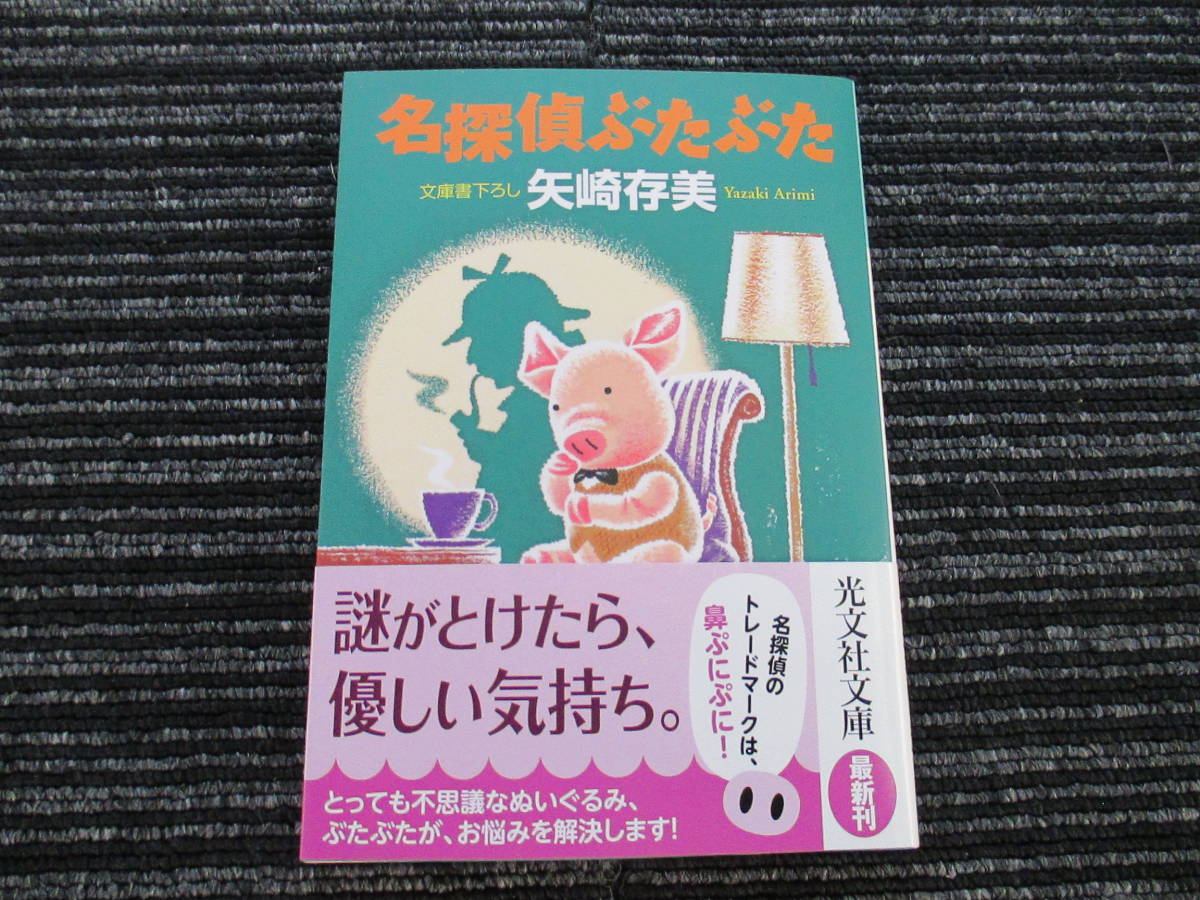 名探偵ぶたぶた
文庫書下ろし 矢崎存美 Yazaki Arimi
謎がとけたら、
優しい気持ち。
名探偵の
トレードマークは、
鼻ぷにぷに!
とっても不思議なぬいぐるみ、
ぶたぶたが、お悩みを解決します!
光文社文庫
最新刊